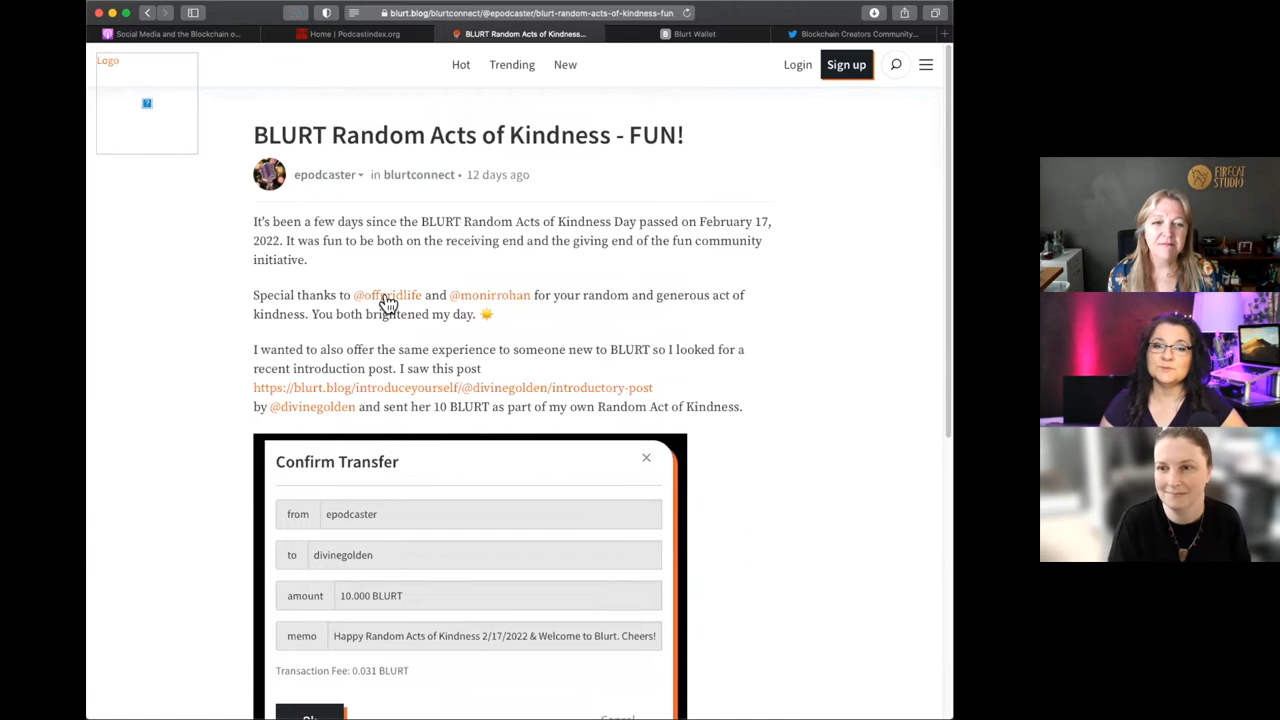 blurt.blog/blurtconnect/@epodcaster/blurt-random-acts-of-kindness-fun
Social Media and the Blockchain o...
Home | Podcastindex.org
BLURT Random Acts of Kindness...
Blurt Wallet
Blockchain Creators Community...
Logo
Hot
Trending
New
Login
Sign up
BLURT Random Acts of Kindness - FUN!
epodcaster in blurtconnect • 12 days ago
It's been a few days since the BLURT Random Acts of Kindness Day passed on February 17,
2022. It was fun to be both on the receiving end and the giving end of the fun community
initiative.
Special thanks to @offgridlife and @monirrohan for your random and generous act of
kindness. You both brightened my day. ☀️
I wanted to also offer the same experience to someone new to BLURT so I looked for a
recent introduction post. I saw this post
https://blurt.blog/introduceyourself/@divinegolden/introductory-post
by @divinegolden and sent her 10 BLURT as part of my own Random Act of Kindness.
Confirm Transfer
from epodcaster
to divinegolden
amount 10.000 BLURT
memo Happy Random Acts of Kindness 2/17/2022 & Welcome to Blurt. Cheers!
Transaction Fee: 0.031 BLURT
Ok
Cancel
FIRECAT
STUDIO